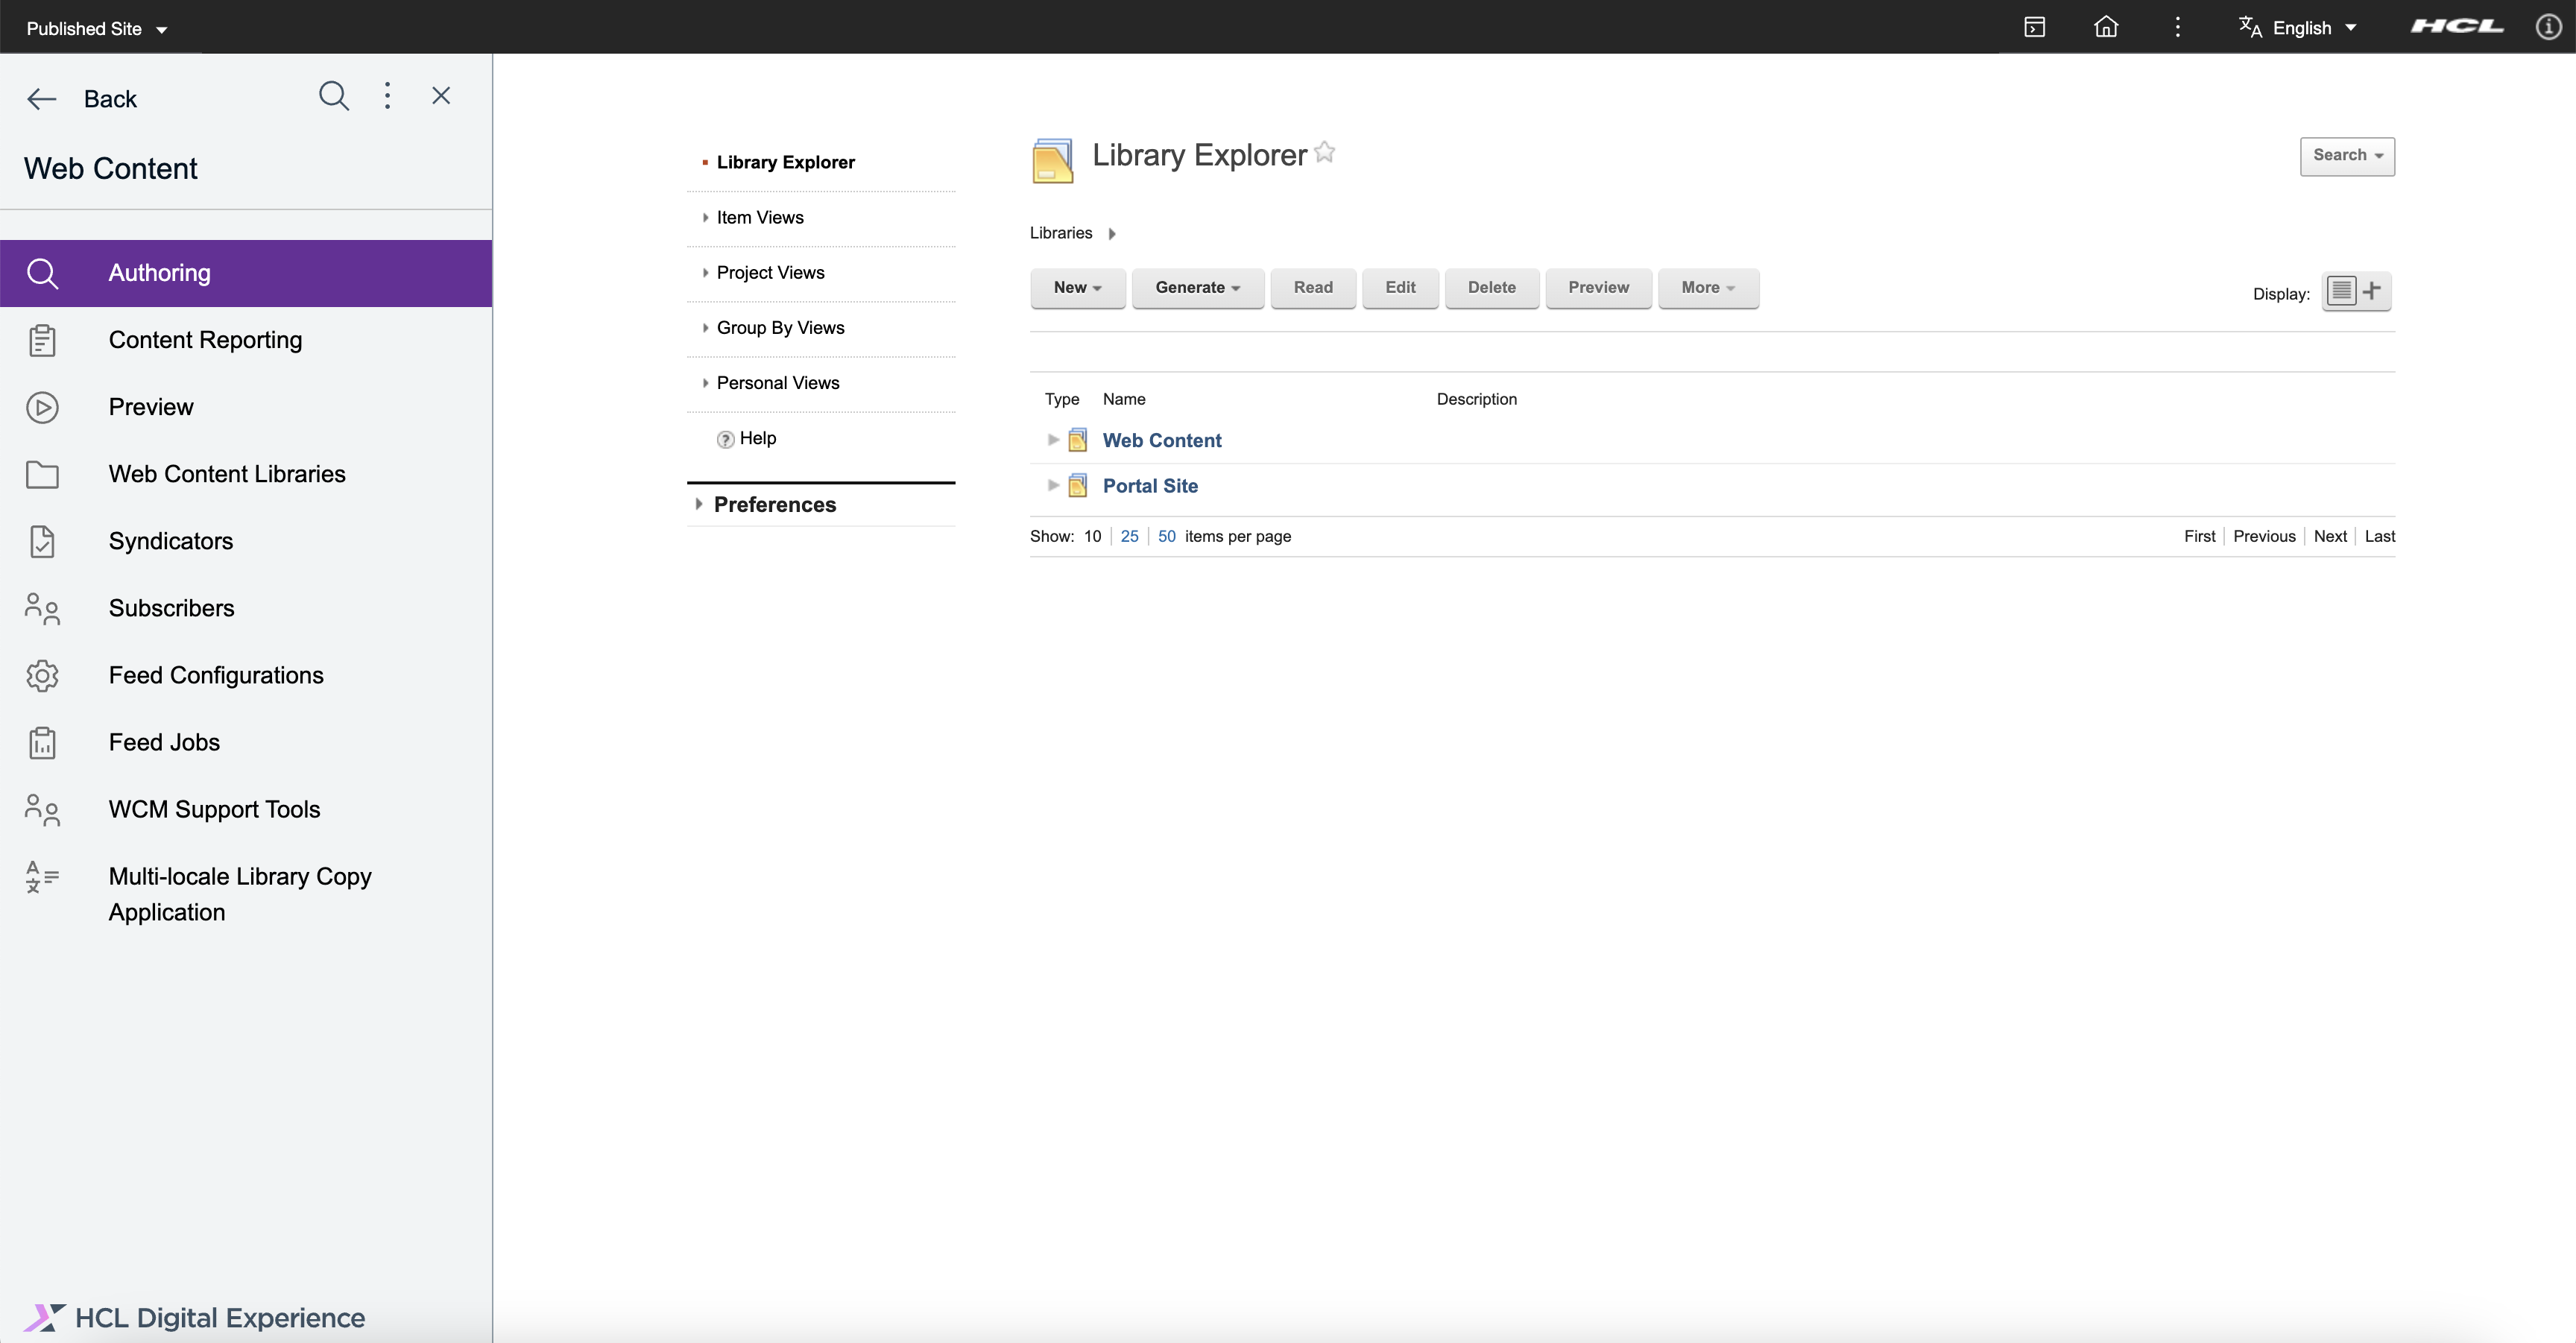 Published Site
English
HCL
Back
Web Content
Authoring
Content Reporting
Preview
Web Content Libraries
Syndicators
Subscribers
Feed Configurations
Feed Jobs
WCM Support Tools
Multi-locale Library Copy
Application
HCL Digital Experience
Library Explorer
Item Views
Project Views
Group By Views
Personal Views
Help
Preferences
Library Explorer
Search
Libraries
New Generate Read Edit Delete Preview More
Display:
Type Name Description
Web Content
Portal Site
Show: 10 25 50 items per page
First Previous Next Last